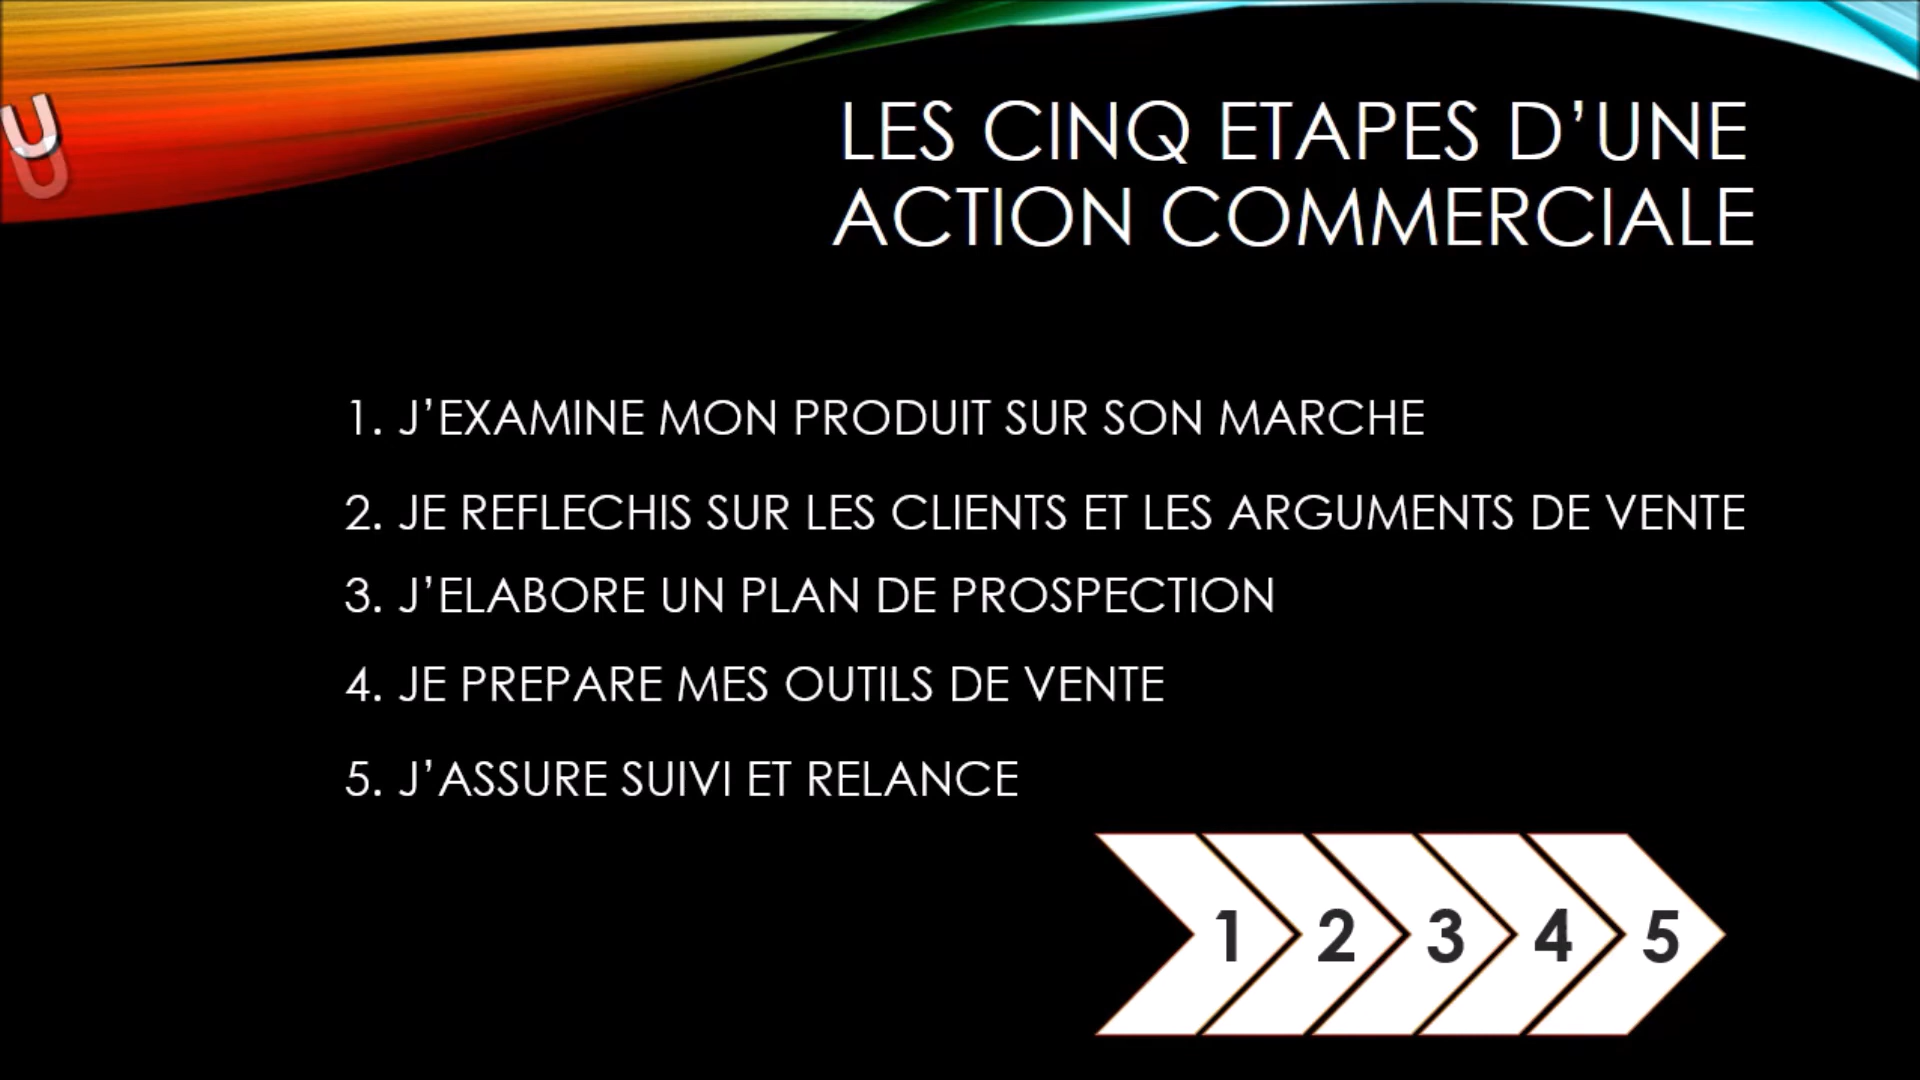 U
LES CINQ ETAPES D’UNE
ACTION COMMERCIALE
1. J’EXAMINE MON PRODUIT SUR SON MARCHE
2. JE REFLECHIS SUR LES CLIENTS ET LES ARGUMENTS DE VENTE
3. J’ELABORE UN PLAN DE PROSPECTION
4. JE PREPARE MES OUTILS DE VENTE
5. J’ASSURE SUIVI ET RELANCE
1 2 3 4 5